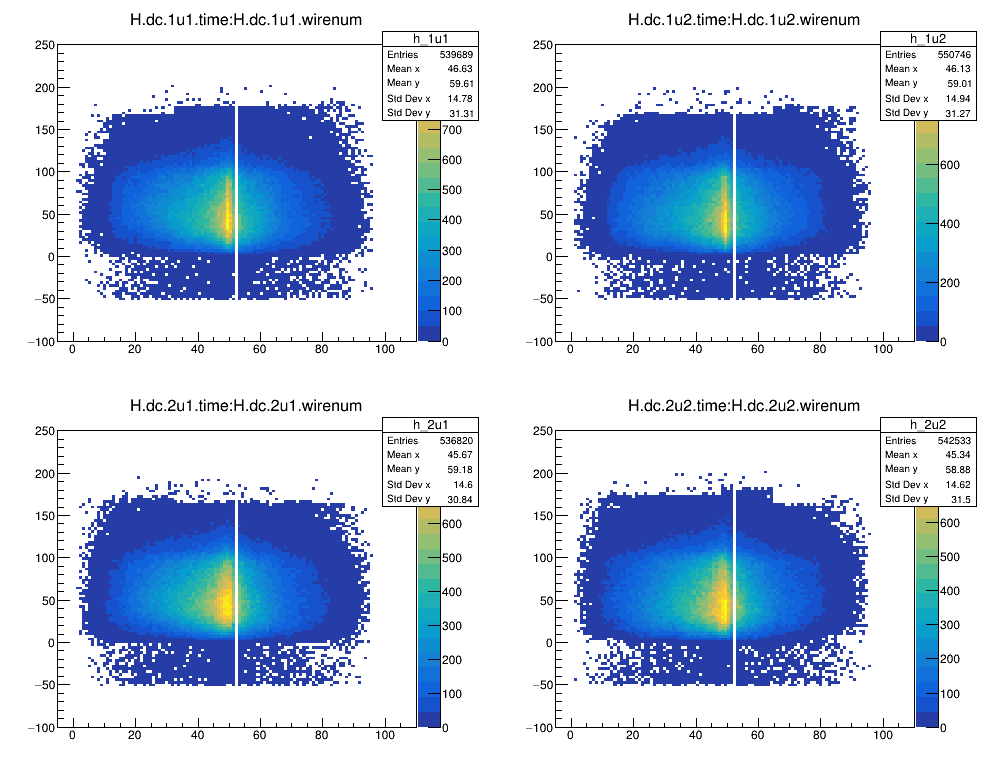 H.dc.1u1.time:H.dc.1u1.wirenum
h_1u1
Entries 539689
Mean x 46.63
Mean y 59.61
Std Dev x 14.78
Std Dev y 31.31
250
200
150
100
50
0
−50
−100
0 20 40 60 80 100
700
600
500
400
300
200
100
0
H.dc.1u2.time:H.dc.1u2.wirenum
h_1u2
Entries 550746
Mean x 46.13
Mean y 59.01
Std Dev x 14.94
Std Dev y 31.27
250
200
150
100
50
0
−50
−100
0 20 40 60 80 100
600
400
200
0
H.dc.2u1.time:H.dc.2u1.wirenum
h_2u1
Entries 536820
Mean x 45.67
Mean y 59.18
Std Dev x 14.6
Std Dev y 30.84
250
200
150
100
50
0
−50
−100
0 20 40 60 80 100
600
500
400
300
200
100
0
H.dc.2u2.time:H.dc.2u2.wirenum
h_2u2
Entries 542533
Mean x 45.34
Mean y 58.88
Std Dev x 14.62
Std Dev y 31.5
250
200
150
100
50
0
−50
−100
0 20 40 60 80 100
600
500
400
300
200
100
0